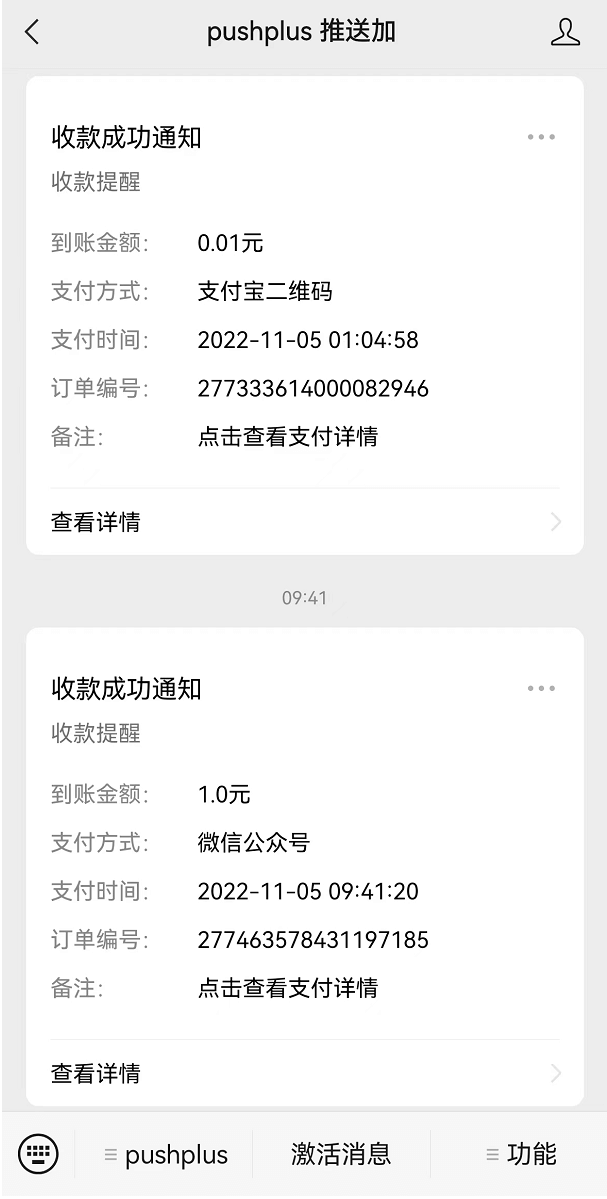 pushplus 推送加
收款成功通知
收款提醒
到账金额: 0.01元
支付方式: 支付宝二维码
支付时间: 2022-11-05 01:04:58
订单编号: 277333614000082946
备注: 点击查看支付详情
查看详情
09:41
收款成功通知
收款提醒
到账金额: 1.0元
支付方式: 微信公众号
支付时间: 2022-11-05 09:41:20
订单编号: 277463578431197185
备注: 点击查看支付详情
查看详情
pushplus 激活消息 功能